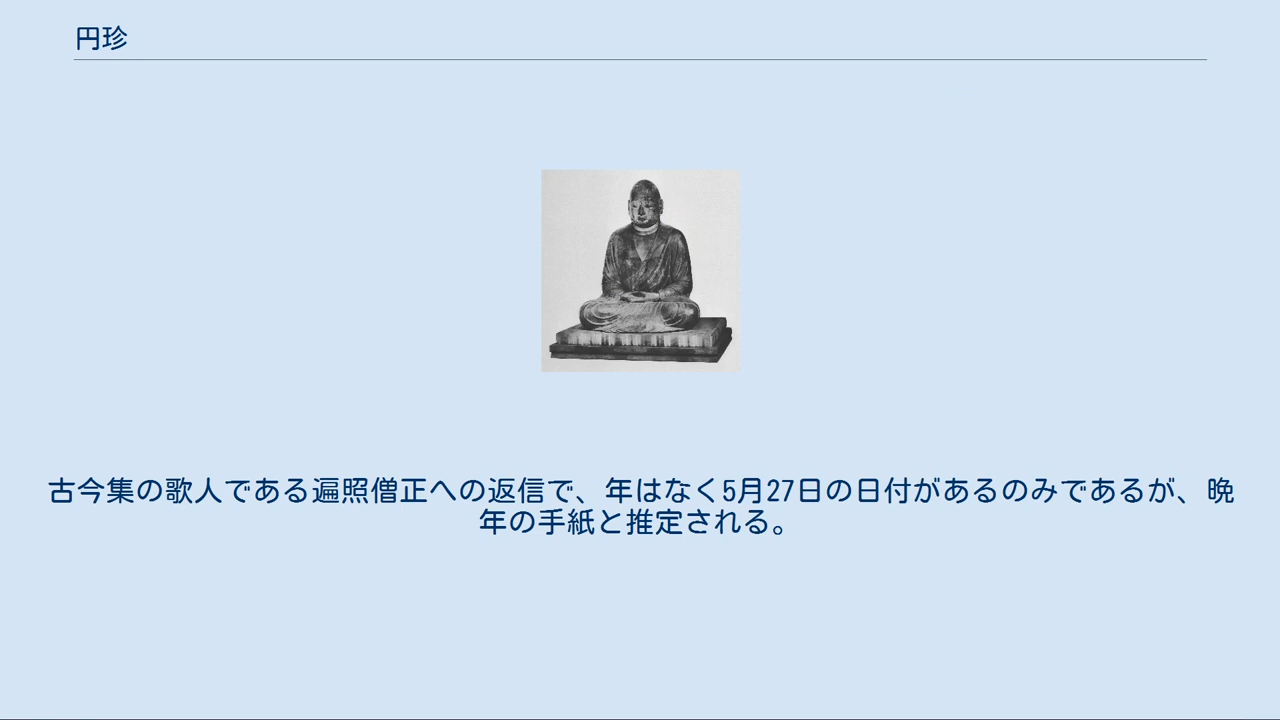 円珍
古今集の歌人である遍照僧正への返信で、年はなく5月27日の日付があるのみであるが、晩
年の手紙と推定される。